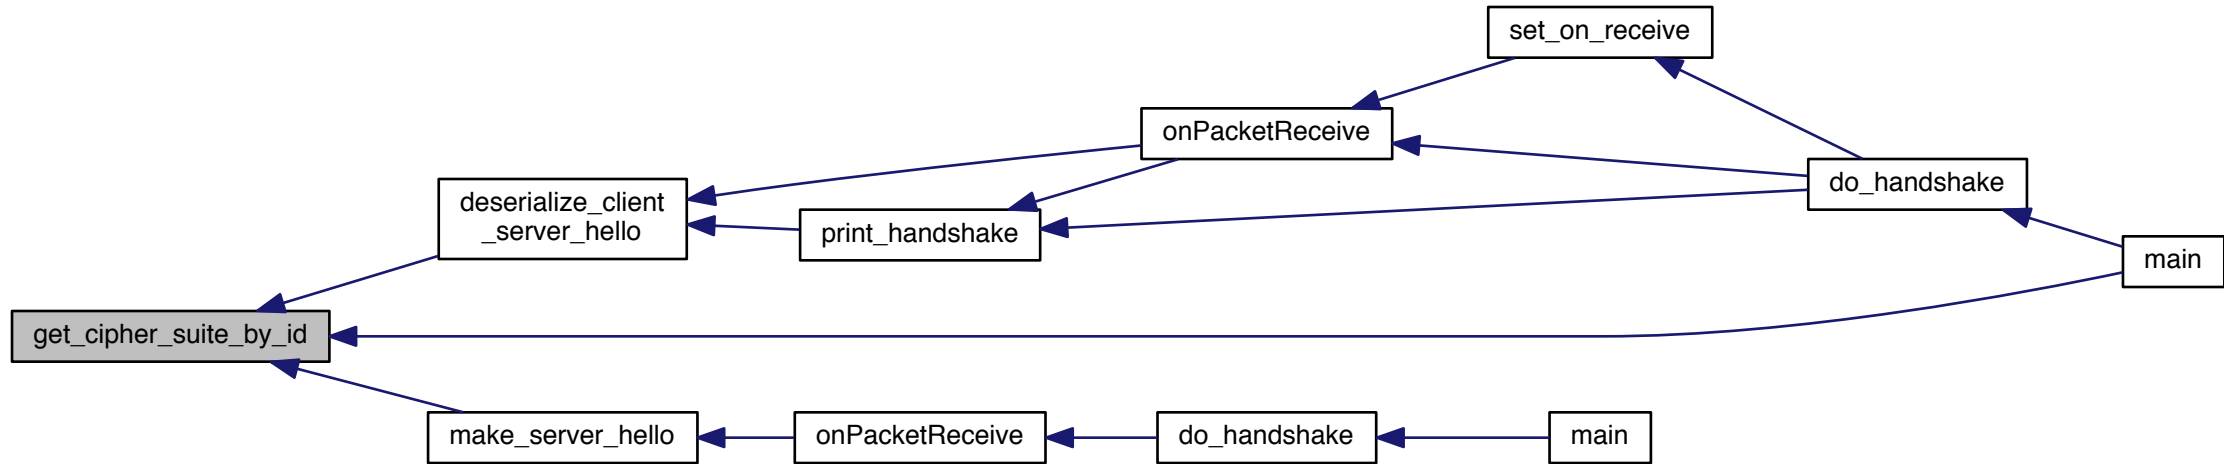 set_on_receive
onPacketReceive
do_handshake
deserialize_client
_server_hello
print_handshake
main
get_cipher_suite_by_id
make_server_hello
onPacketReceive
do_handshake
main